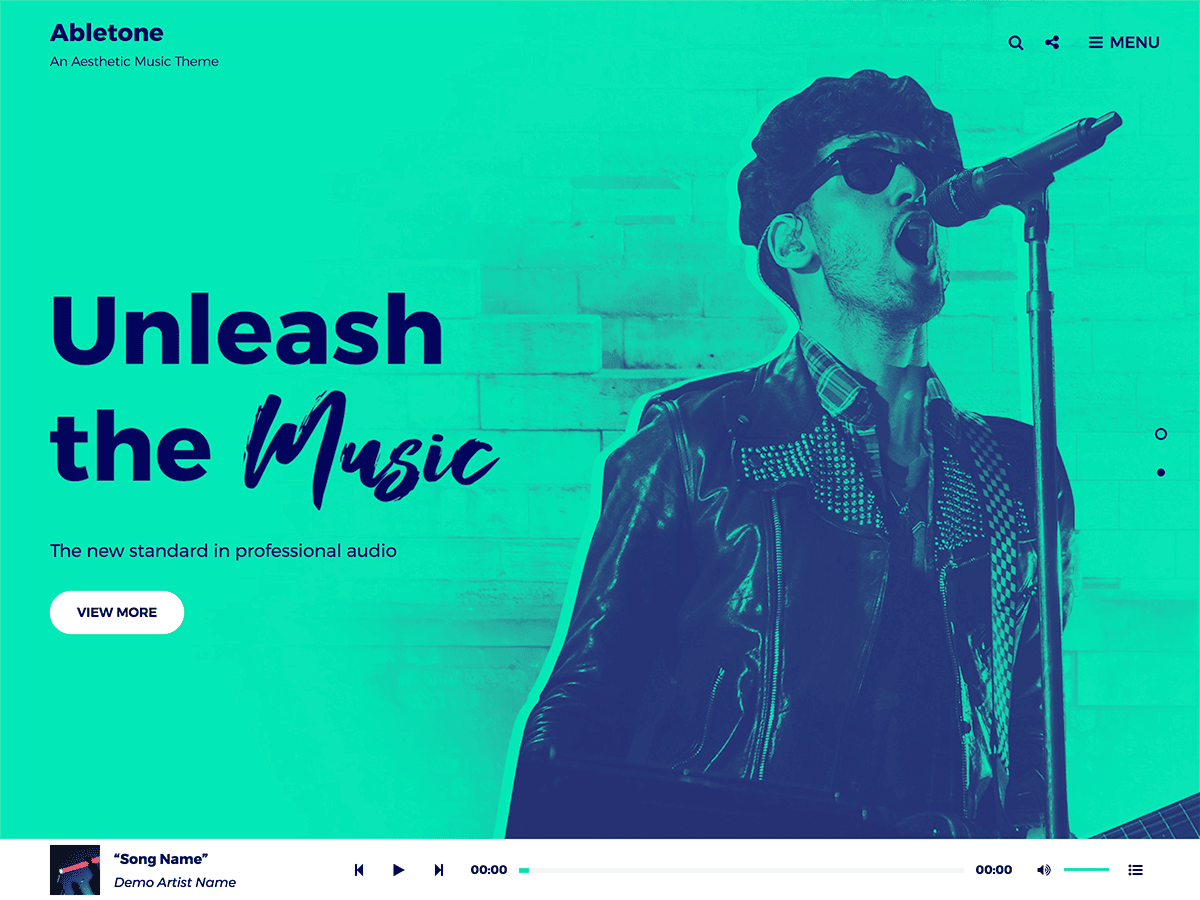 Abletone
An Aesthetic Music Theme
MENU
Unleash
the Music
The new standard in professional audio
VIEW MORE
“Song Name”
Demo Artist Name
00:00
00:00